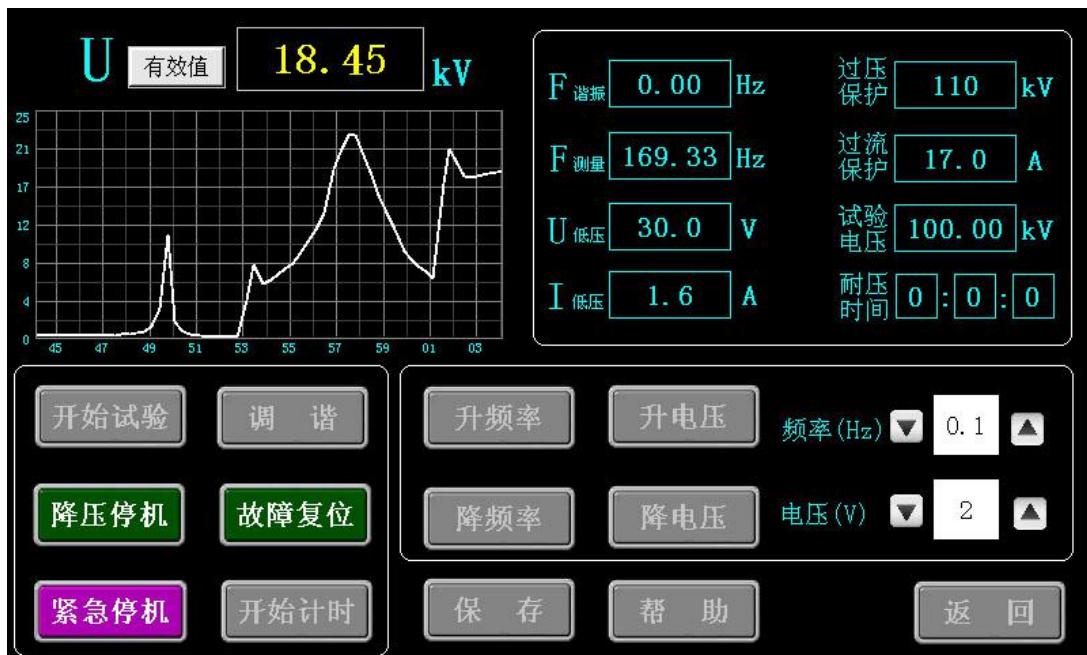 U 有效值 18.45 kV
25
21
17
12
8
4
0
45 47 49 51 53 55 57 59 01 03
F谐振 0.00 Hz
F测量 169.33 Hz
U低压 30.0 V
I低压 1.6 A
过压保护 110 kV
过流保护 17.0 A
试验电压 100.00 kV
耐压时间 0:0:0
开始试验 调谐
降压停机 故障复位
紧急停机 开始计时
升频率 升电压 频率(Hz) ▼ 0.1 ▲
降频率 降电压 电压(V) ▼ 2 ▲
保存 帮助 返回